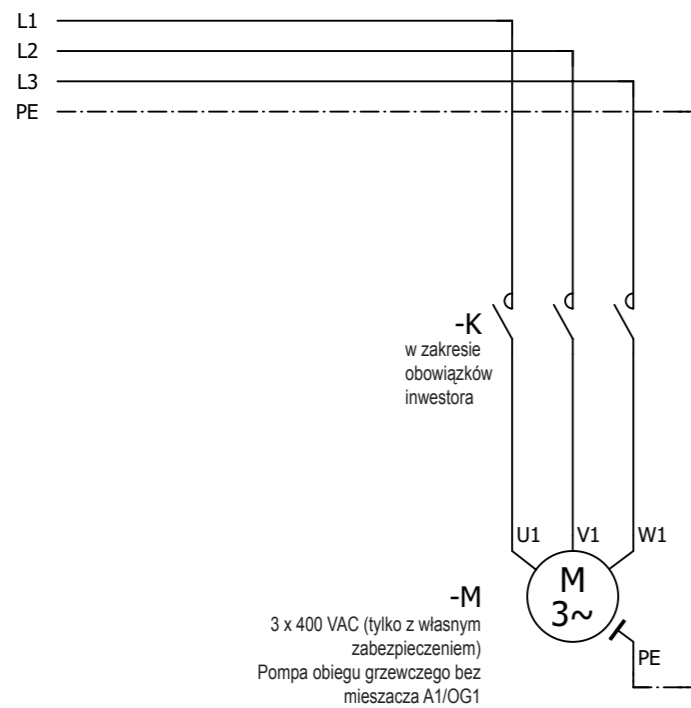 L1
L2
L3
PE
-K
w zakresie
obowiązków
inwestora
U1
V1
W1
M
3~
-M
3 x 400 VAC (tylko z własnym
zabezpieczeniem)
Pompa obiegu grzewczego bez
mieszacza A1/OG1
PE